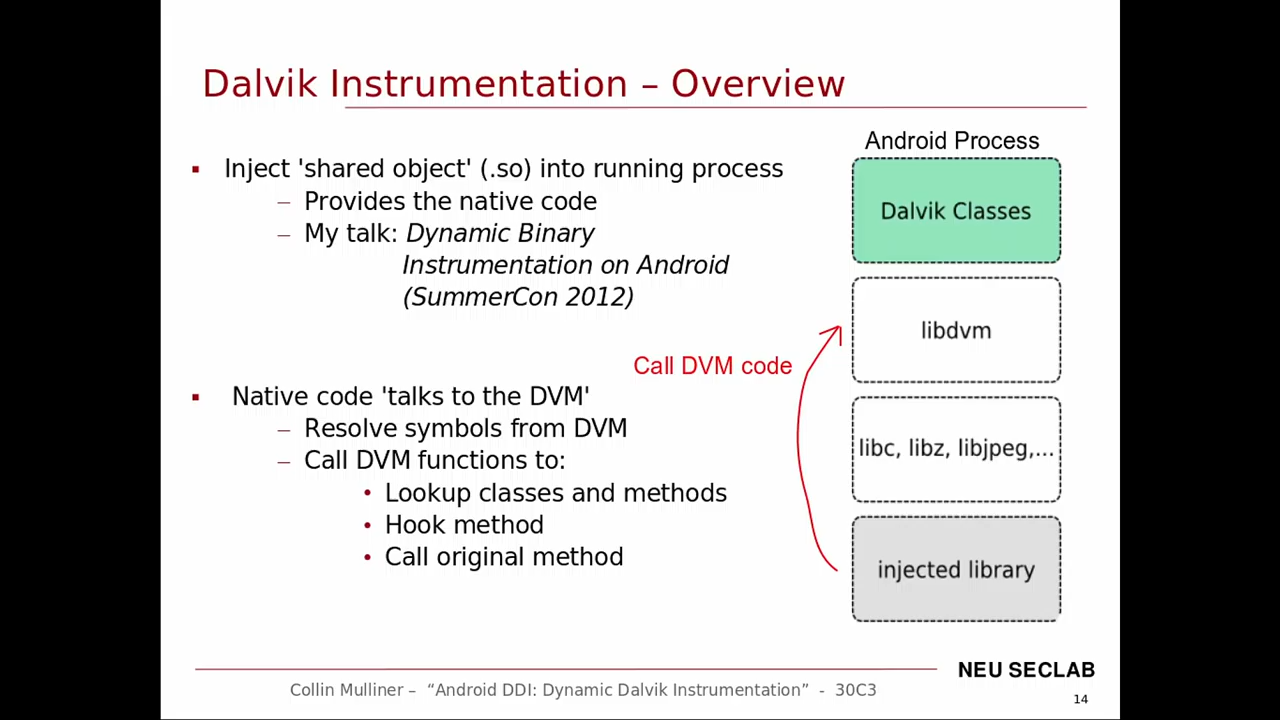 Dalvik Instrumentation – Overview
▪ Inject 'shared object' (.so) into running process
– Provides the native code
– My talk: Dynamic Binary
Instrumentation on Android
(SummerCon 2012)
▪ Native code 'talks to the DVM'
– Resolve symbols from DVM
– Call DVM functions to:
• Lookup classes and methods
• Hook method
• Call original method
Android Process
Dalvik Classes
libdvm
Call DVM code
libc, libz, libjpeg,...
injected library
NEU SECLAB
Collin Mulliner – “Android DDI: Dynamic Dalvik Instrumentation” - 30C3
14